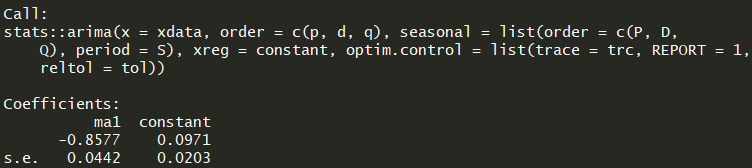 Call:
stats::arima(x = xdata, order = c(p, d, q), seasonal = list(order = c(P, D,
    Q), period = S), xreg = constant, optim.control = list(trace = trc, REPORT = 1,
    reltol = tol))
Coefficients:
          ma1  constant
      -0.8577    0.0971
s.e.   0.0442    0.0203